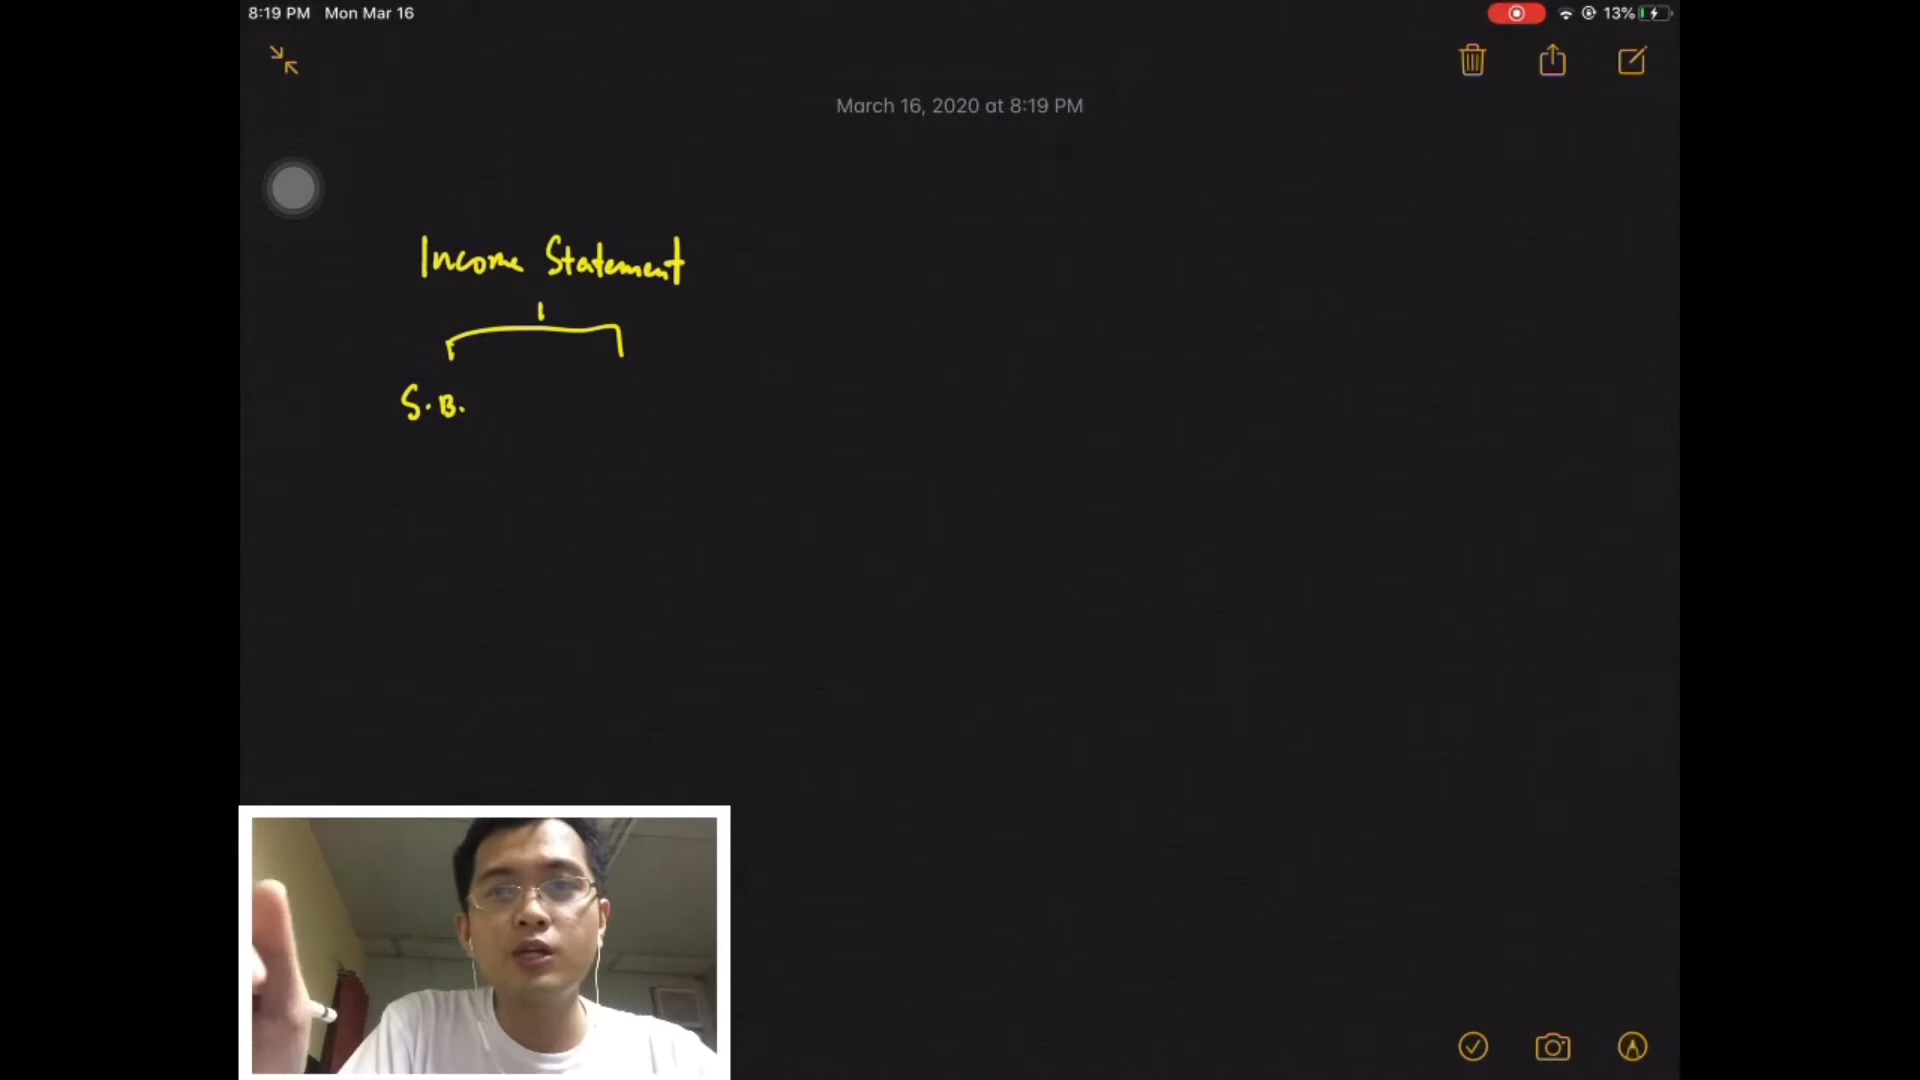 8:19 PM Mon Mar 16
13%
March 16, 2020 at 8:19 PM
Income Statement
S.B.